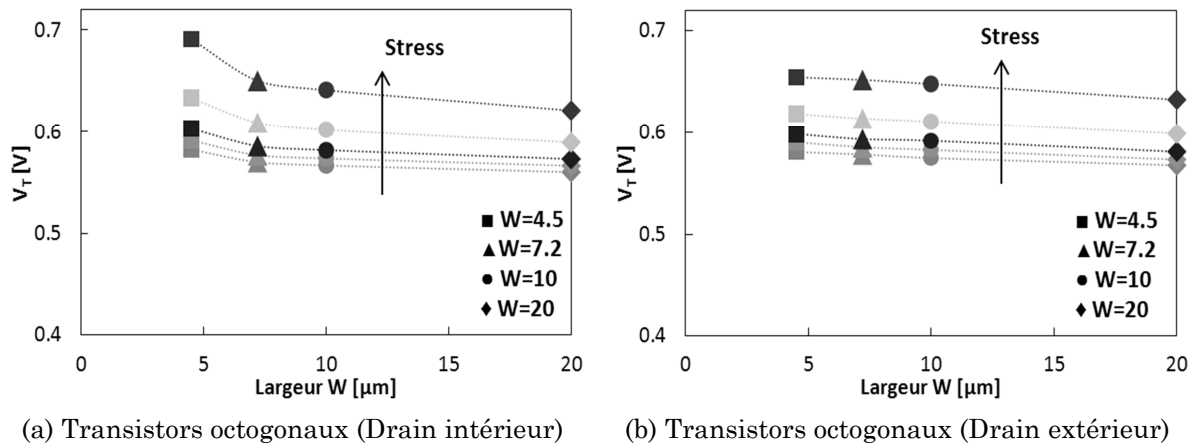 0.7
0.6
0.5
0.4
V_T [V]
Stress
W=4.5
W=7.2
W=10
W=20
0 5 10 15 20
Largeur W [µm]
(a) Transistors octogonaux (Drain intérieur)
0.7
0.6
0.5
0.4
V_T [V]
Stress
W=4.5
W=7.2
W=10
W=20
0 5 10 15 20
Largeur W [µm]
(b) Transistors octogonaux (Drain extérieur)